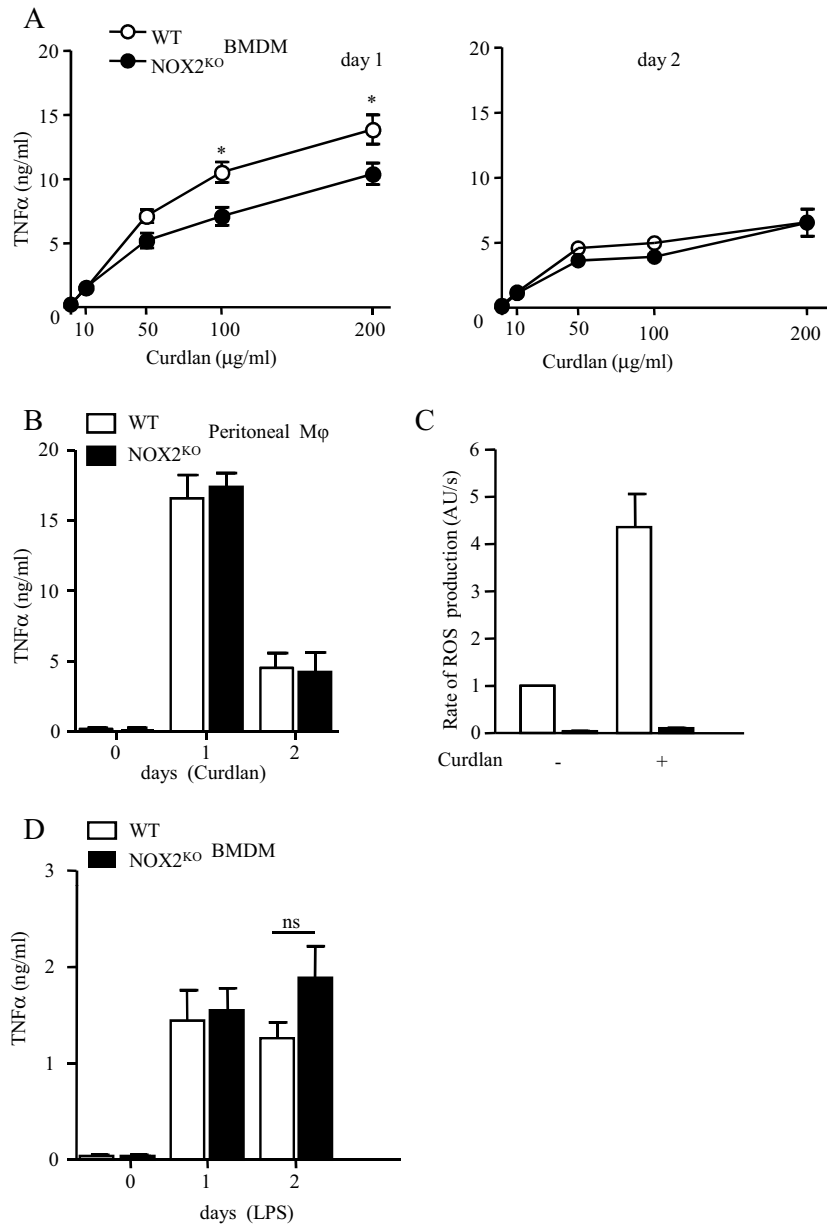 A
WT
NOX2KO BMDM
day 1
20
15
10
5
0
TNFα (ng/ml)
*
*
10 50 100 200
Curdlan (μg/ml)
day 2
20
15
10
5
0
10 50 100 200
Curdlan (μg/ml)
B
WT
NOX2KO Peritoneal Mφ
20
15
10
5
0
TNFα (ng/ml)
0 1 2
days (Curdlan)
C
6
5
4
3
2
1
0
Rate of ROS production (AU/s)
Curdlan - +
D
WT
NOX2KO BMDM
3
2
1
0
TNFα (ng/ml)
ns
0 1 2
days (LPS)